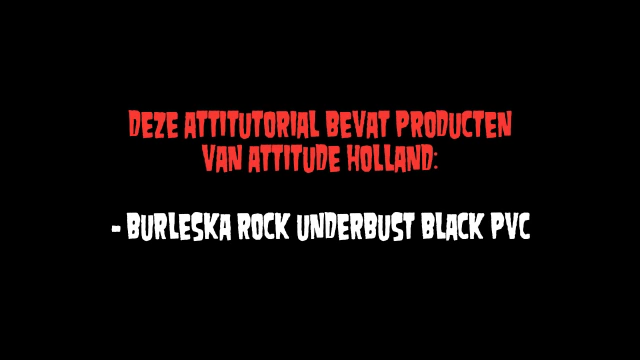 DEZE ATTITUTORIAL BEVAT PRODUCTEN
VAN ATTITUDE HOLLAND:
- BURLESKA ROCK UNDERBUST BLACK PVC